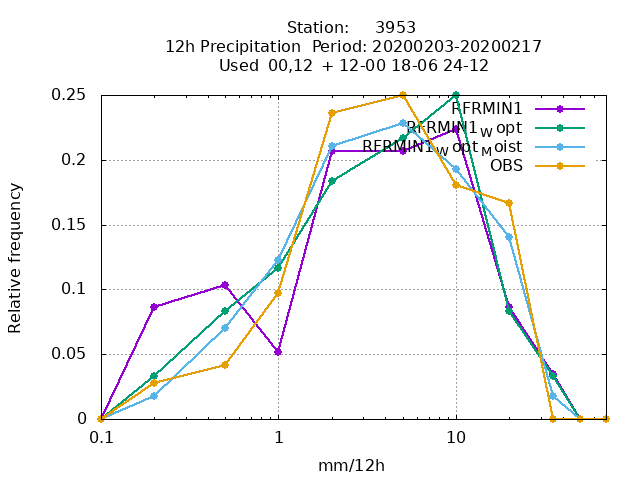 Station: 3953
12h Precipitation Period: 20200203-20200217
Used 00,12 + 12-00 18-06 24-12
RFRMIN1
RFRMIN1_W opt
RFRMIN1_W opt_M oist
OBS
Relative frequency
0.25
0.2
0.15
0.1
0.05
0
0.1 1 10
mm/12h